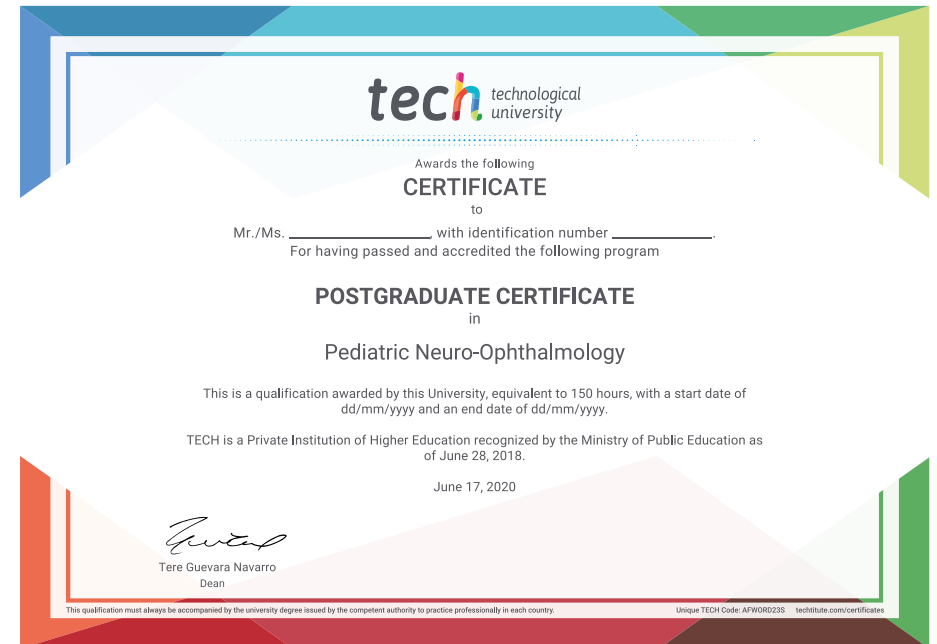 tech technological
university
Awards the following
CERTIFICATE
to
Mr./Ms. ____________________, with identification number ______________.
For having passed and accredited the following program
POSTGRADUATE CERTIFICATE
in
Pediatric Neuro-Ophthalmology
This is a qualification awarded by this University, equivalent to 150 hours, with a start date of
dd/mm/yyyy and an end date of dd/mm/yyyy.
TECH is a Private Institution of Higher Education recognized by the Ministry of Public Education as
of June 28, 2018.
June 17, 2020
Tere Guevara Navarro
Dean
This qualification must always be accompanied by the university degree issued by the competent authority to practice professionally in each country.
Unique TECH Code: AFWORD23S techtitute.com/certificates